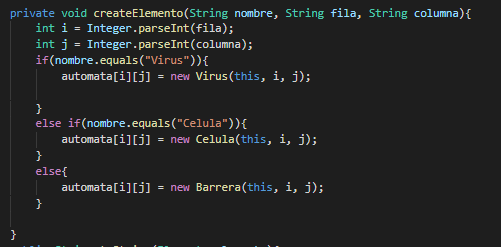 private void createElemento(String nombre, String fila, String columna){
int i = Integer.parseInt(fila);
int j = Integer.parseInt(columna);
if(nombre.equals("Virus")){
automata[i][j] = new Virus(this, i, j);
}
else if(nombre.equals("Celula")){
automata[i][j] = new Celula(this, i, j);
}
else{
automata[i][j] = new Barrera(this, i, j);
}
}